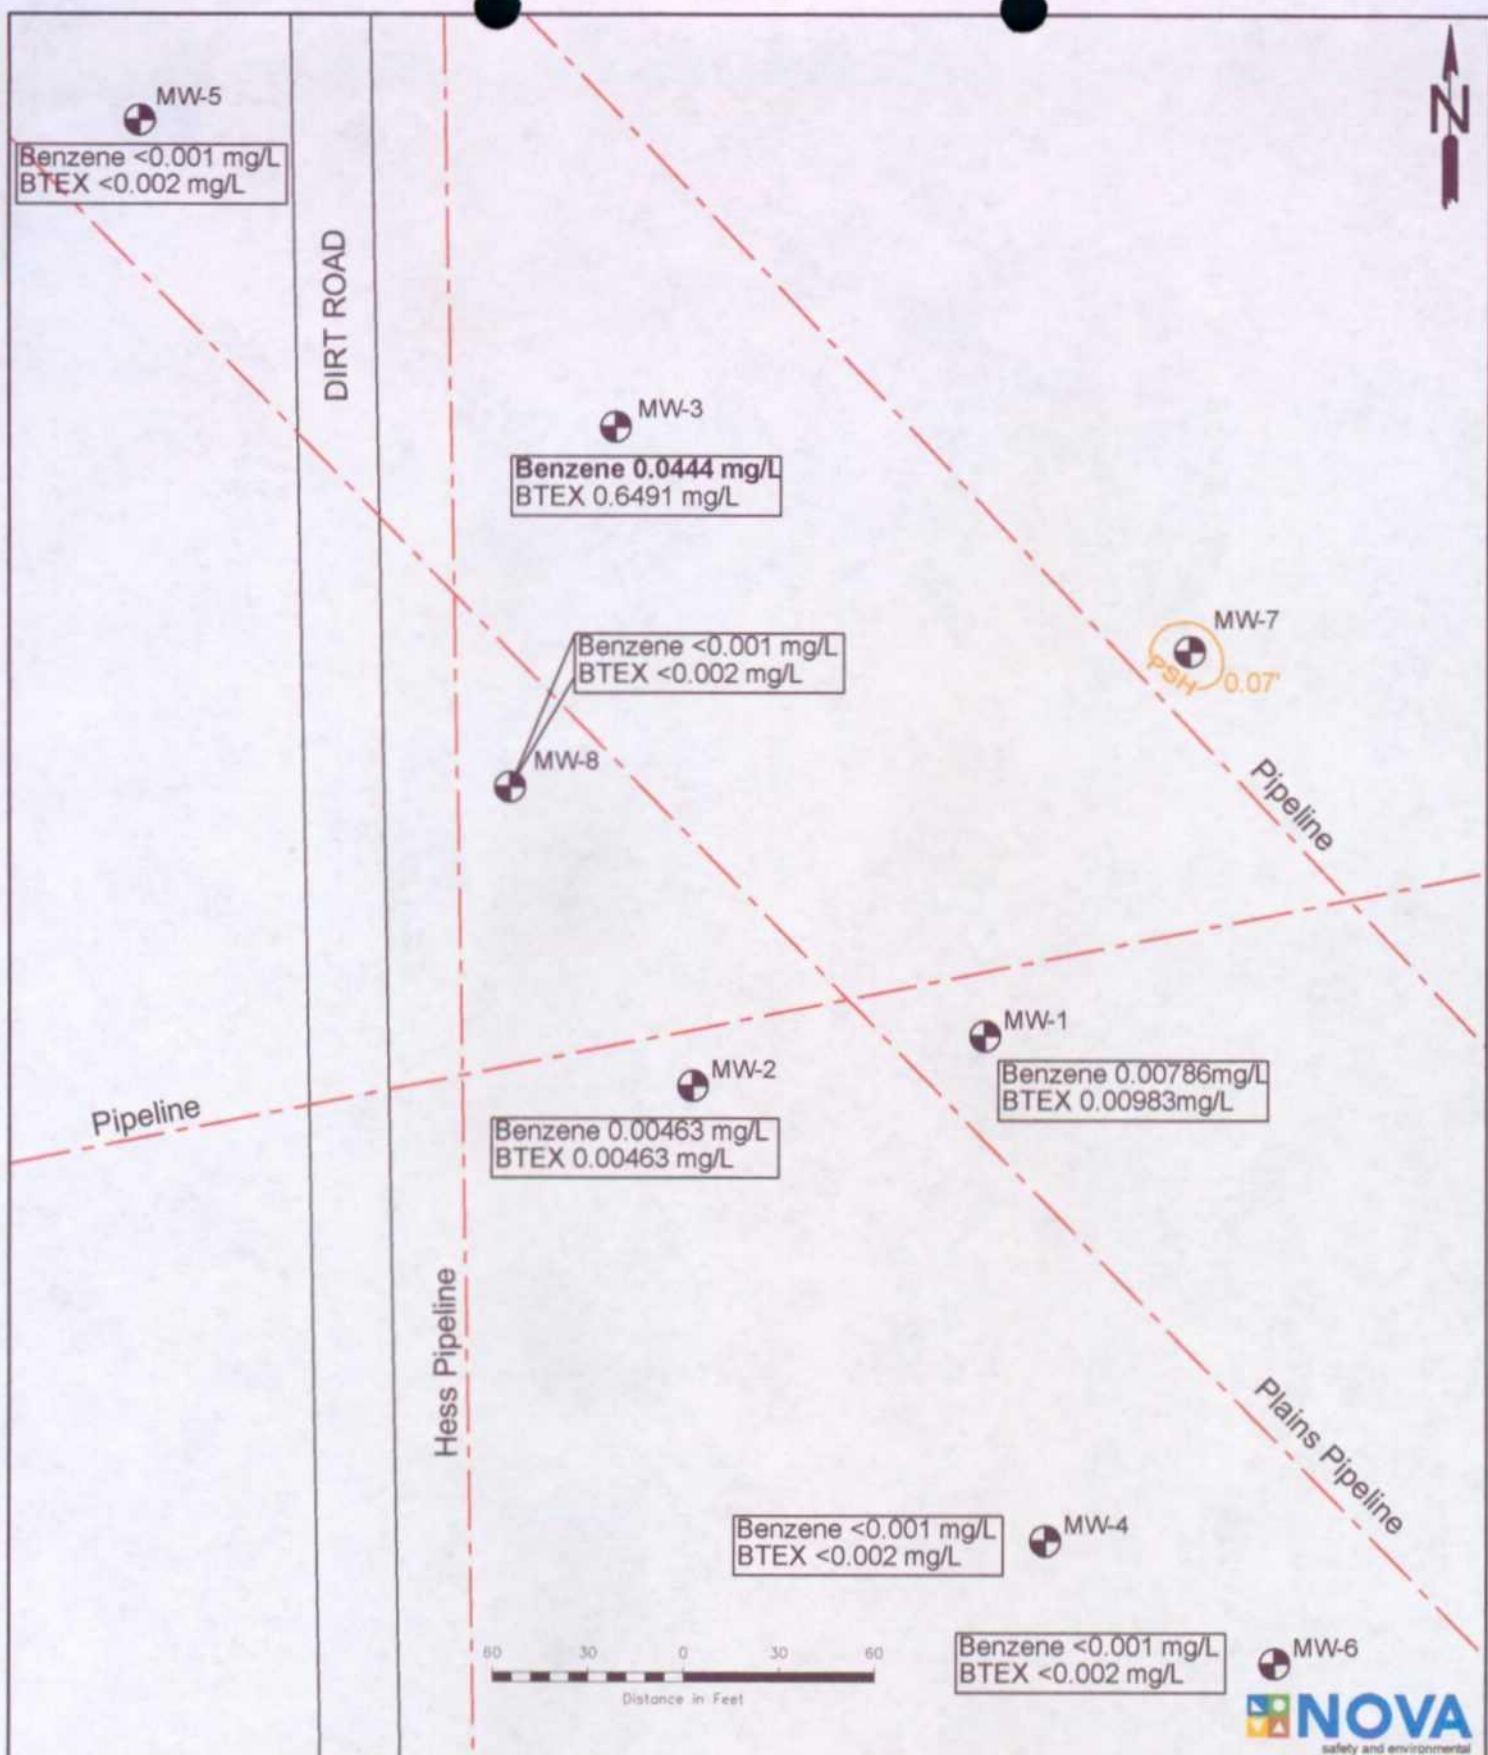 MW-5
N
Benzene <0.001 mg/L
BTEX <0.002 mg/L
DIRT ROAD
MW-3
Benzene 0.0444 mg/L
BTEX 0.6491 mg/L
MW-7
PSH 0.07'
Benzene <0.001 mg/L
BTEX <0.002 mg/L
MW-8
Pipeline
MW-1
Benzene 0.00786mg/L
BTEX 0.00983mg/L
MW-2
Benzene 0.00463 mg/L
BTEX 0.00463 mg/L
Pipeline
Hess Pipeline
Plains Pipeline
Benzene <0.001 mg/L
BTEX <0.002 mg/L
MW-4
Benzene <0.001 mg/L
BTEX <0.002 mg/L
MW-6
60 30 0 30 60
Distance in Feet
NOVA
safety and environmental